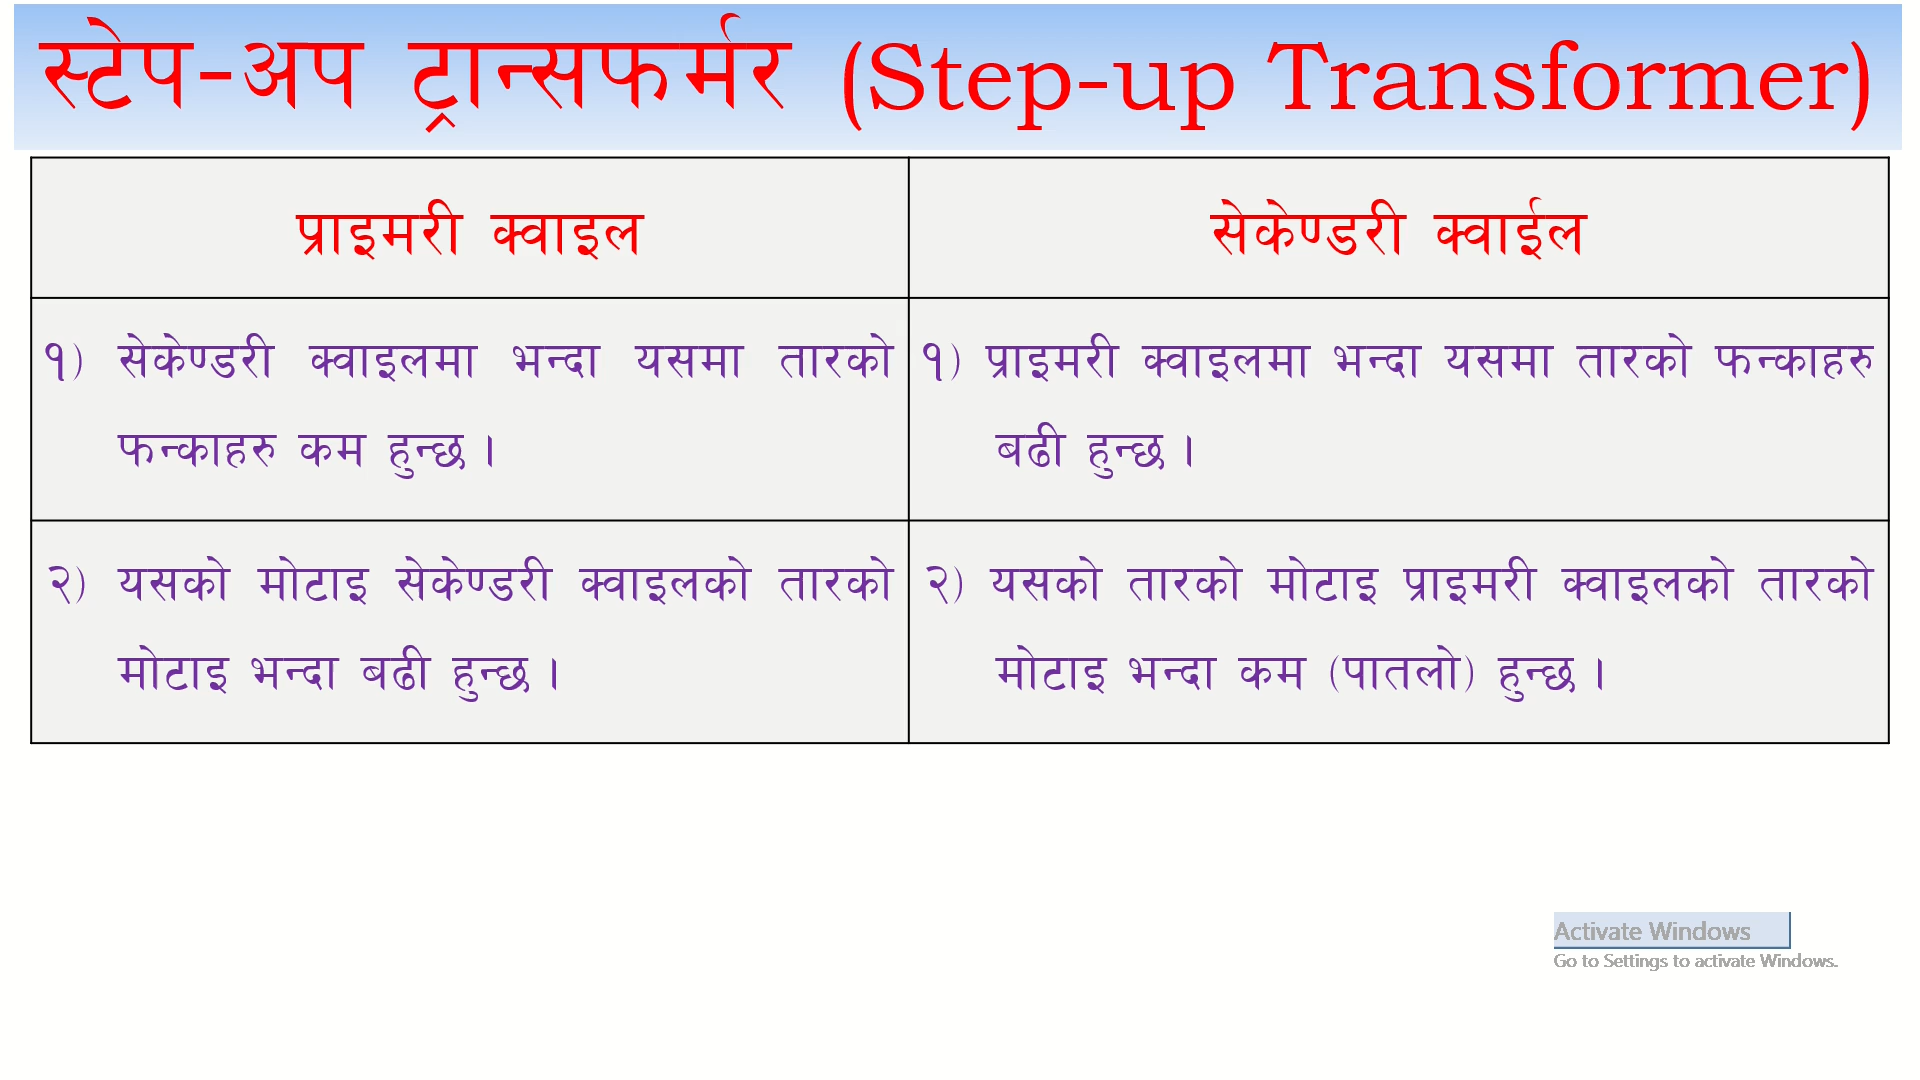 स्टेप-अप ट्रान्सफर्मर (Step-up Transformer)
प्राइमरी क्वाइल
सेकेण्डरी क्वाईल
१) सेकेण्डरी क्वाइलमा भन्दा यसमा तारको
फन्काहरु कम हुन्छ ।
१) प्राइमरी क्वाइलमा भन्दा यसमा तारको फन्काहरु
बढी हुन्छ ।
२) यसको मोटाइ सेकेण्डरी क्वाइलको तारको
मोटाइ भन्दा बढी हुन्छ ।
२) यसको तारको मोटाइ प्राइमरी क्वाइलको तारको
मोटाइ भन्दा कम (पातलो) हुन्छ ।
Activate Windows
Go to Settings to activate Windows.